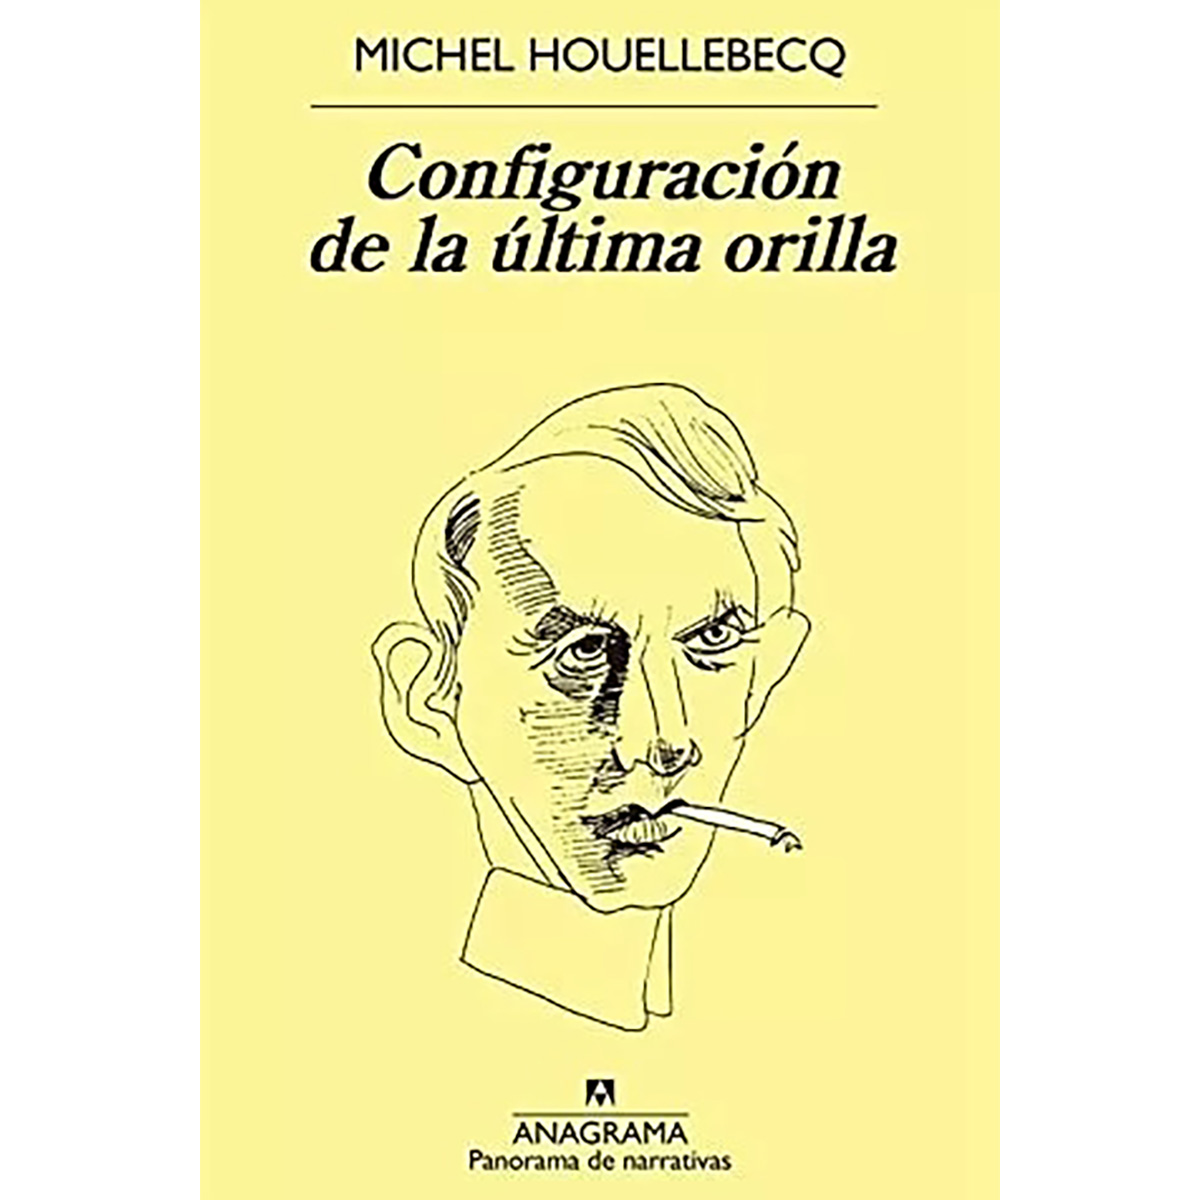 MICHEL HOUELLEBECQ
Configuración
de la última orilla
ANAGRAMA
Panorama de narrativas